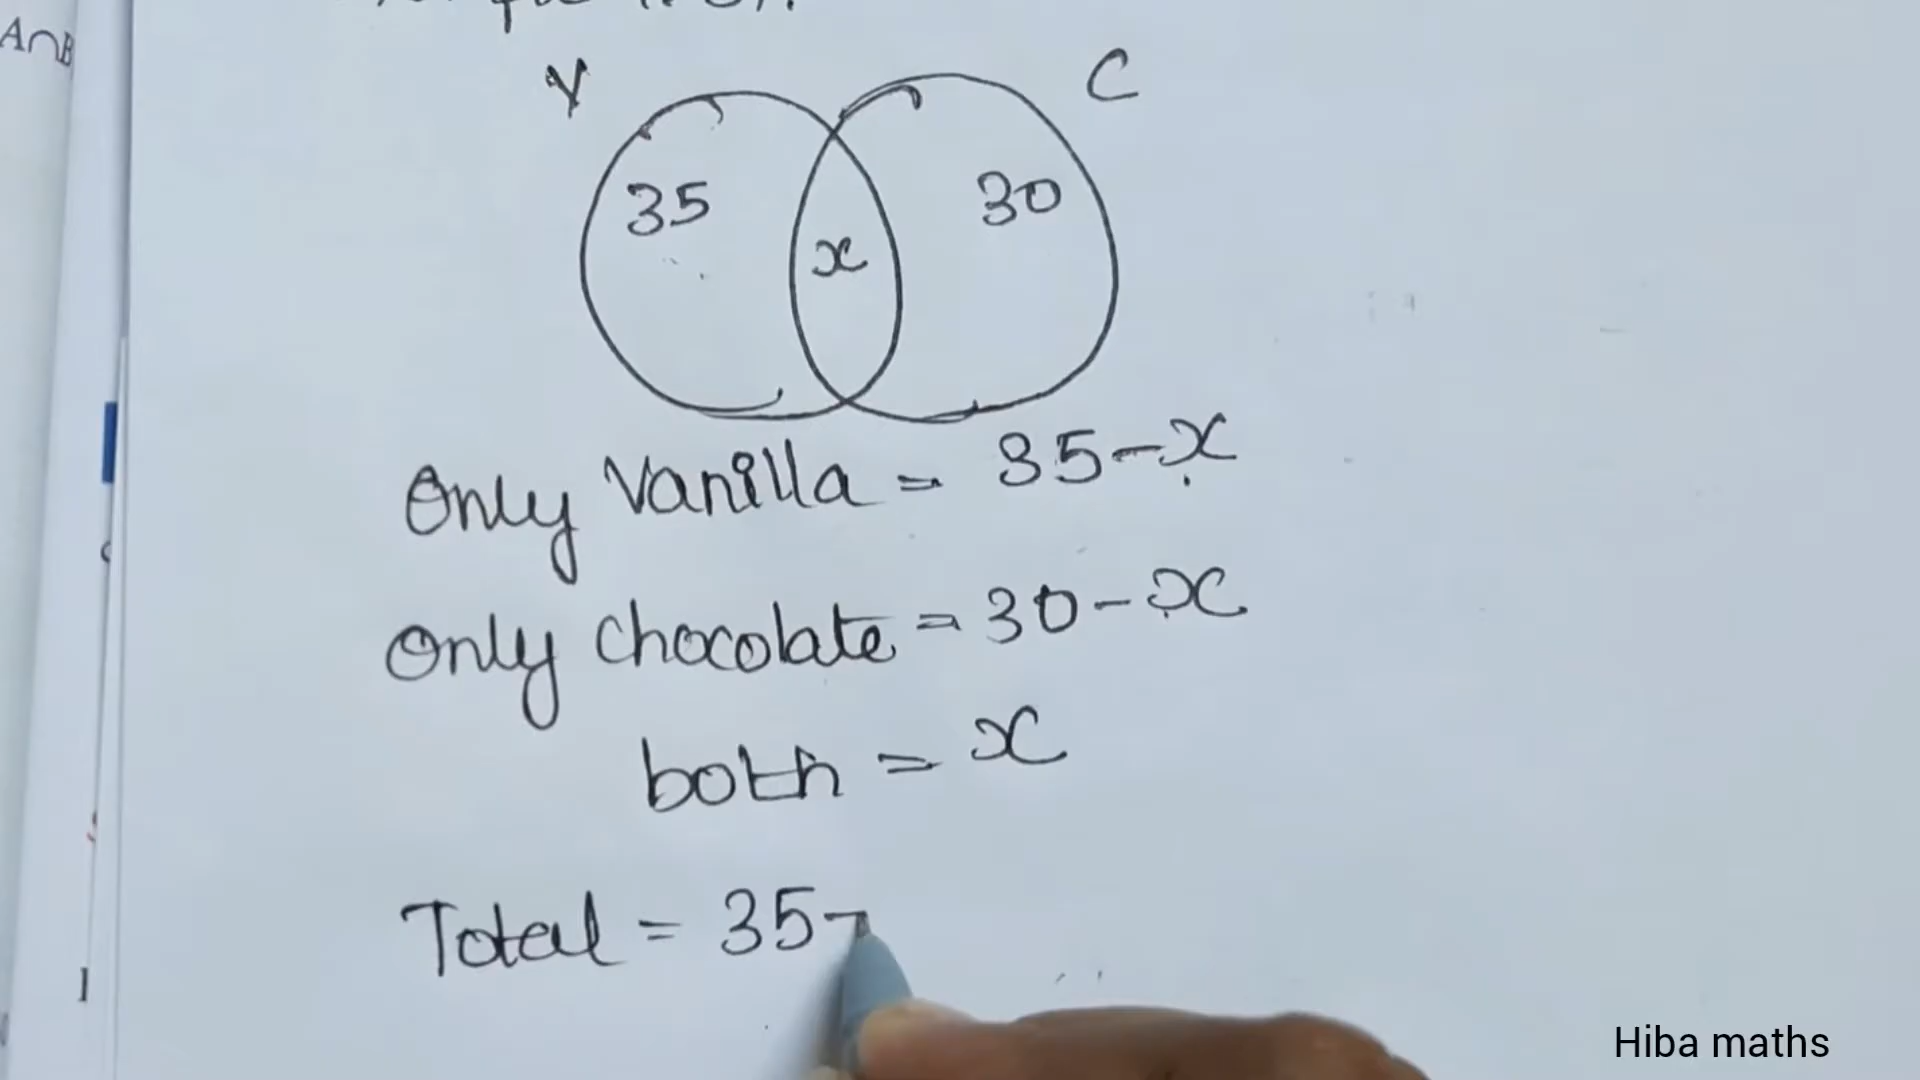 A∩B
V
C
35
30
x
Only Vanilla = 35-x
Only chocolate = 30-x
both = x
Total = 35-
Hiba maths